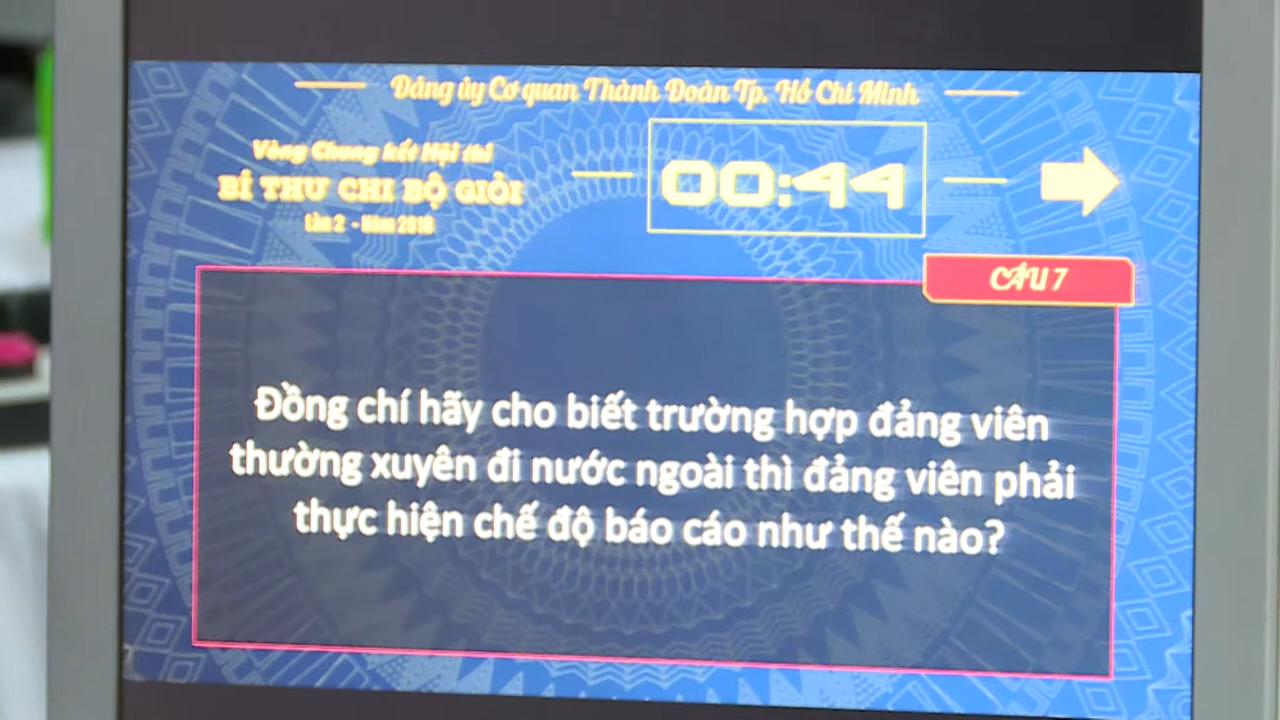 Đảng ủy Cơ quan Thành Đoàn Tp. Hồ Chí Minh
Vòng Chung kết Hội thi
BÍ THƯ CHI BỘ GIỎI
Lần 2 - Năm 2018
00:44
CÂU 7
Đồng chí hãy cho biết trường hợp đảng viên
thường xuyên đi nước ngoài thì đảng viên phải
thực hiện chế độ báo cáo như thế nào?